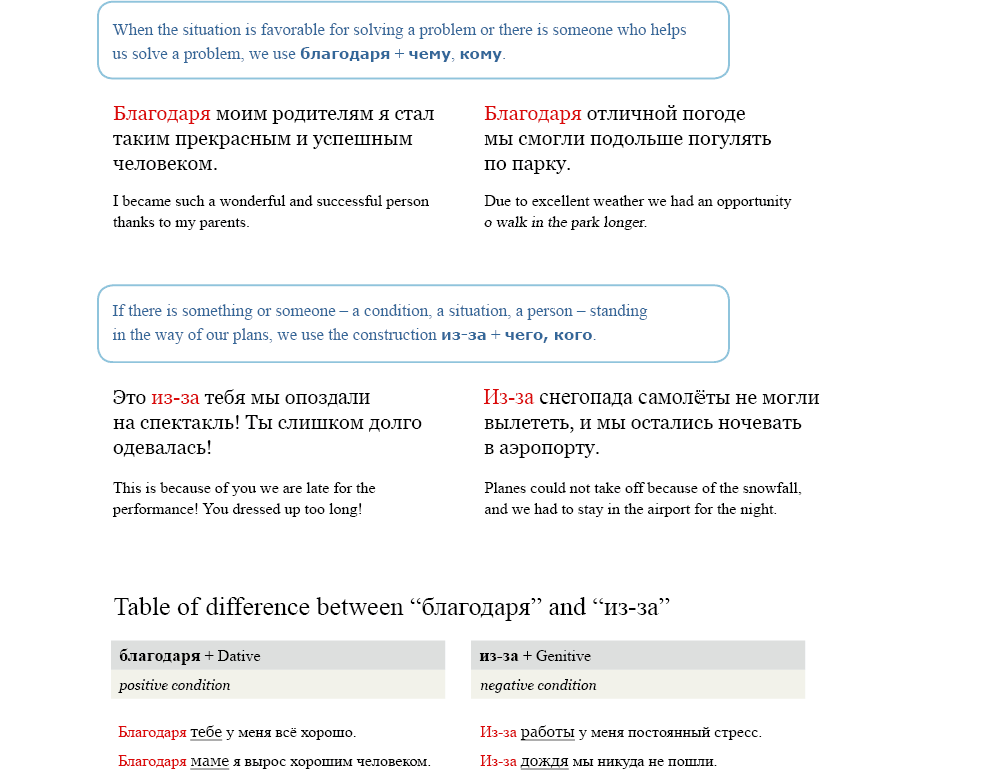 When the situation is favorable for solving a problem or there is someone who helps
us solve a problem, we use благодаря + чему, кому.
Благодаря моим родителям я стал
таким прекрасным и успешным
человеком.
I became such a wonderful and successful person
thanks to my parents.
Благодаря отличной погоде
мы смогли подольше погулять
по парку.
Due to excellent weather we had an opportunity
o walk in the park longer.
If there is something or someone – a condition, a situation, a person – standing
in the way of our plans, we use the construction из-за + чего, кого.
Это из-за тебя мы опоздали
на спектакль! Ты слишком долго
одевалась!
This is because of you we are late for the
performance! You dressed up too long!
Из-за снегопада самолёты не могли
вылететь, и мы остались ночевать
в аэропорту.
Planes could not take off because of the snowfall,
and we had to stay in the airport for the night.
Table of difference between “благодаря” and “из-за”
благодаря + Dative
positive condition
Благодаря тебе у меня всё хорошо.
Благодаря маме я вырос хорошим человеком.
из-за + Genitive
negative condition
Из-за работы у меня постоянный стресс.
Из-за дождя мы никуда не пошли.